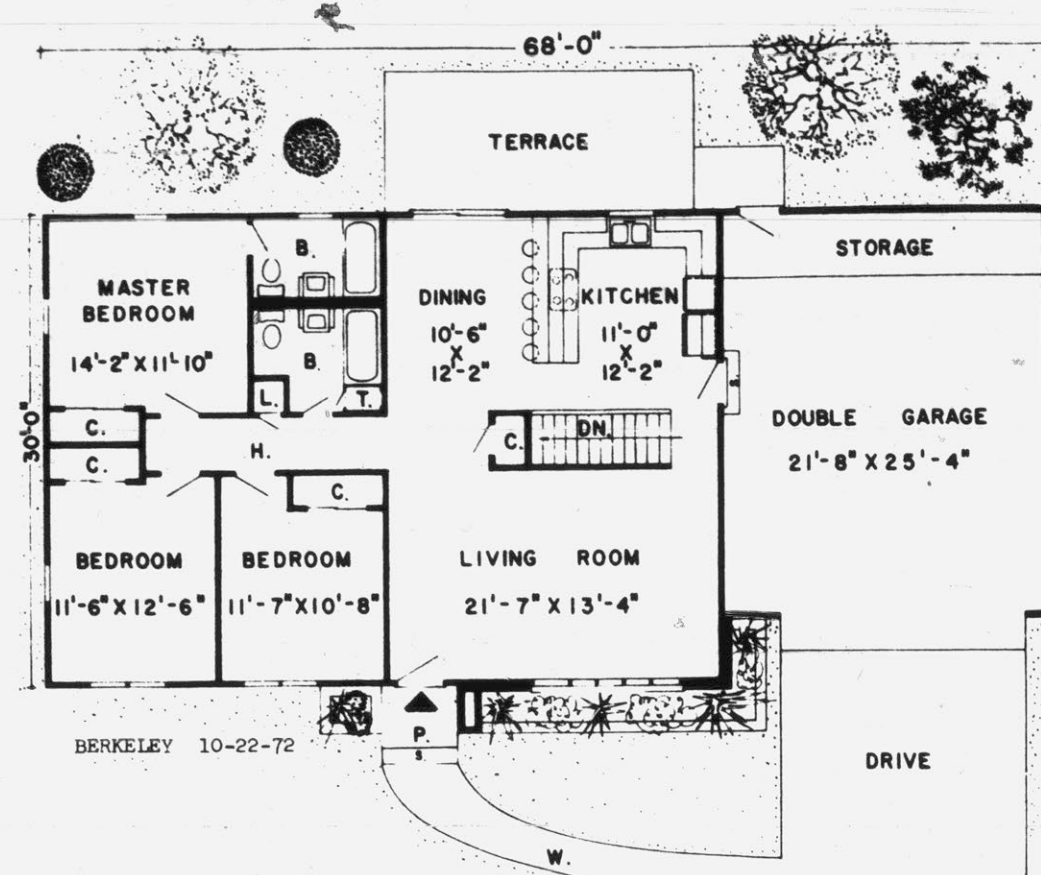 68'-0"
TERRACE
STORAGE
B.
MASTER
BEDROOM
14'-2" X 11'-10"
DINING
10'-6"
X
12'-2"
KITCHEN
11'-0"
X
12'-2"
B.
L.
T.
S.
30'-0"
C.
C.
H.
C.
DN.
DOUBLE GARAGE
21'-8" X 25'-4"
C.
BEDROOM
11'-6" X 12'-6"
BEDROOM
11'-7" X 10'-8"
LIVING ROOM
21'-7" X 13'-4"
BERKELEY 10-22-72
P.
S.
DRIVE
W.